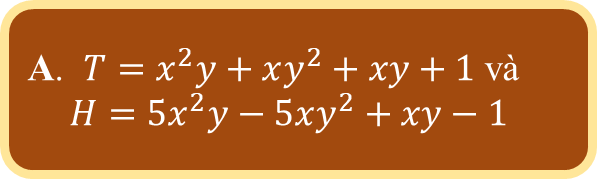 A. T = x²y + xy² + xy + 1 và
H = 5x²y − 5xy² + xy − 1